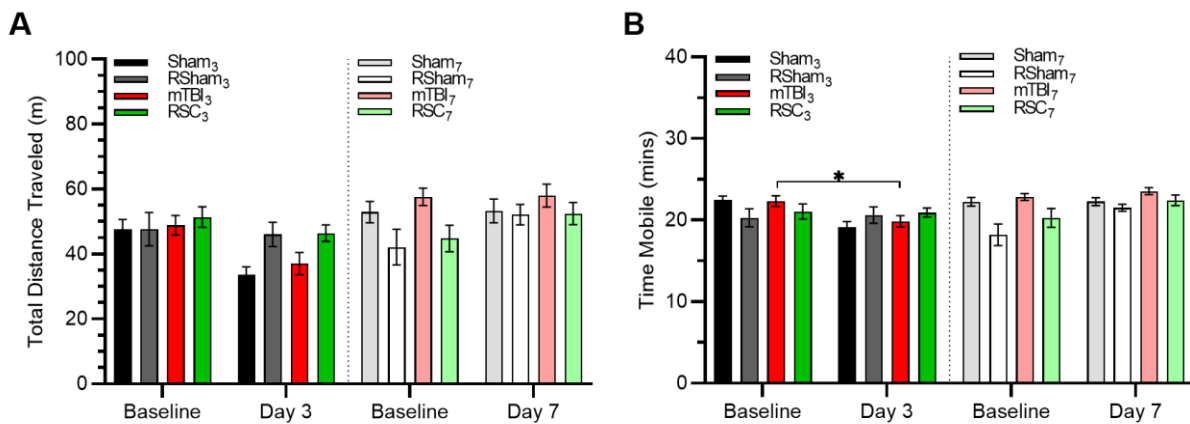 A
Total Distance Traveled (m)
100
80
60
40
20
0
Sham₃
RSham₃
mTBI₃
RSC₃
Sham₇
RSham₇
mTBI₇
RSC₇
Baseline Day 3 Baseline Day 7
B
Time Mobile (mins)
40
30
20
10
0
Sham₃
RSham₃
mTBI₃
RSC₃
Sham₇
RSham₇
mTBI₇
RSC₇
*
Baseline Day 3 Baseline Day 7